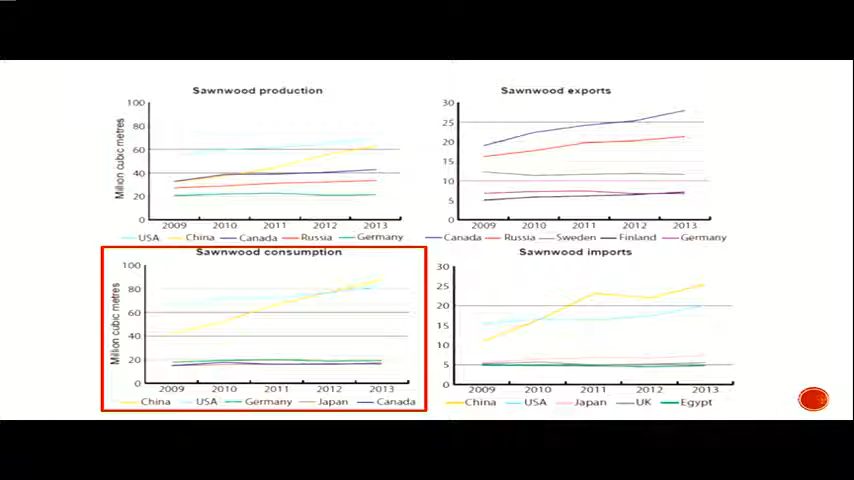 Sawnwood production
Million cubic metres
100
80
60
40
20
0
2009 2010 2011 2012 2013
USA China Canada Russia Germany
Sawnwood exports
30
25
20
15
10
5
0
2009 2010 2011 2012 2013
Canada Russia Sweden Finland Germany
Sawnwood consumption
Million cubic metres
100
80
60
40
20
0
2009 2010 2011 2012 2013
China USA Germany Japan Canada
Sawnwood imports
30
25
20
15
10
5
0
2009 2010 2011 2012 2013
China USA Japan UK Egypt